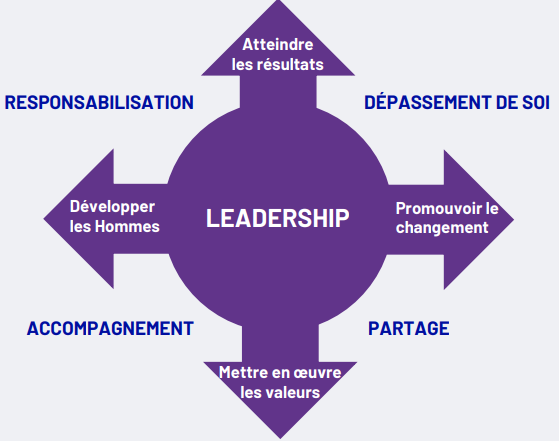 Atteindre
les résultats
RESPONSABILISATION
DÉPASSEMENT DE SOI
Développer
les Hommes
LEADERSHIP
Promouvoir le
changement
ACCOMPAGNEMENT
PARTAGE
Mettre en œuvre
les valeurs